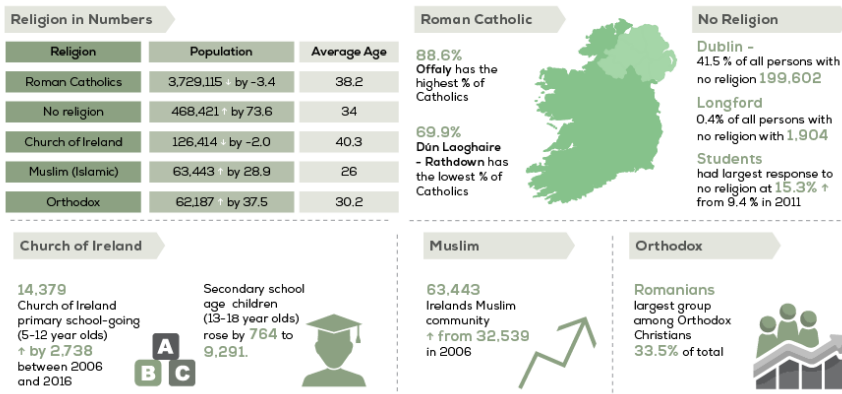 Religion in Numbers
Religion Population Average Age
Roman Catholics 3,729,115 ↓ by -3.4 38.2
No religion 468,421 ↑ by 73.6 34
Church of Ireland 126,414 ↓ by -2.0 40.3
Muslim (Islamic) 63,443 ↑ by 28.9 26
Orthodox 62,187 ↑ by 37.5 30.2
Roman Catholic
88.6%
Offaly has the
highest % of
Catholics
69.9%
Dún Laoghaire
- Rathdown has
the lowest % of
Catholics
No Religion
Dublin -
41.5 % of all persons with
no religion 199,602
Longford
0.4% of all persons with
no religion with 1,904
Students
had largest response to
no religion at 15.3% ↑
from 9.4 % in 2011
Church of Ireland
14,379
Church of Ireland
primary school-going
(5-12 year olds)
↑ by 2,738
between 2006
and 2016
A
B C
Secondary school
age children
(13-18 year olds)
rose by 764 to
9,291.
Muslim
63,443
Irelands Muslim
community
↑ from 32,539
in 2006
Orthodox
Romanians
largest group
among Orthodox
Christians
33.5% of total